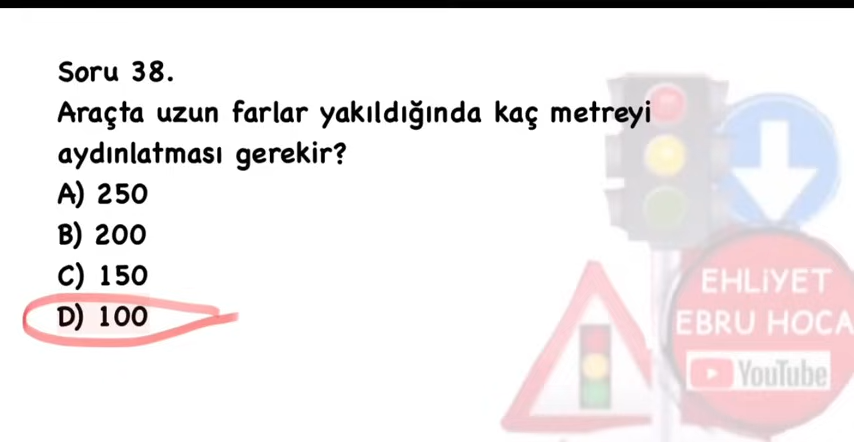 Soru 38.
Araçta uzun farlar yakıldığında kaç metreyi
aydınlatması gerekir?
A) 250
B) 200
C) 150
D) 100
EHLİYET
EBRU HOCA
YouTube